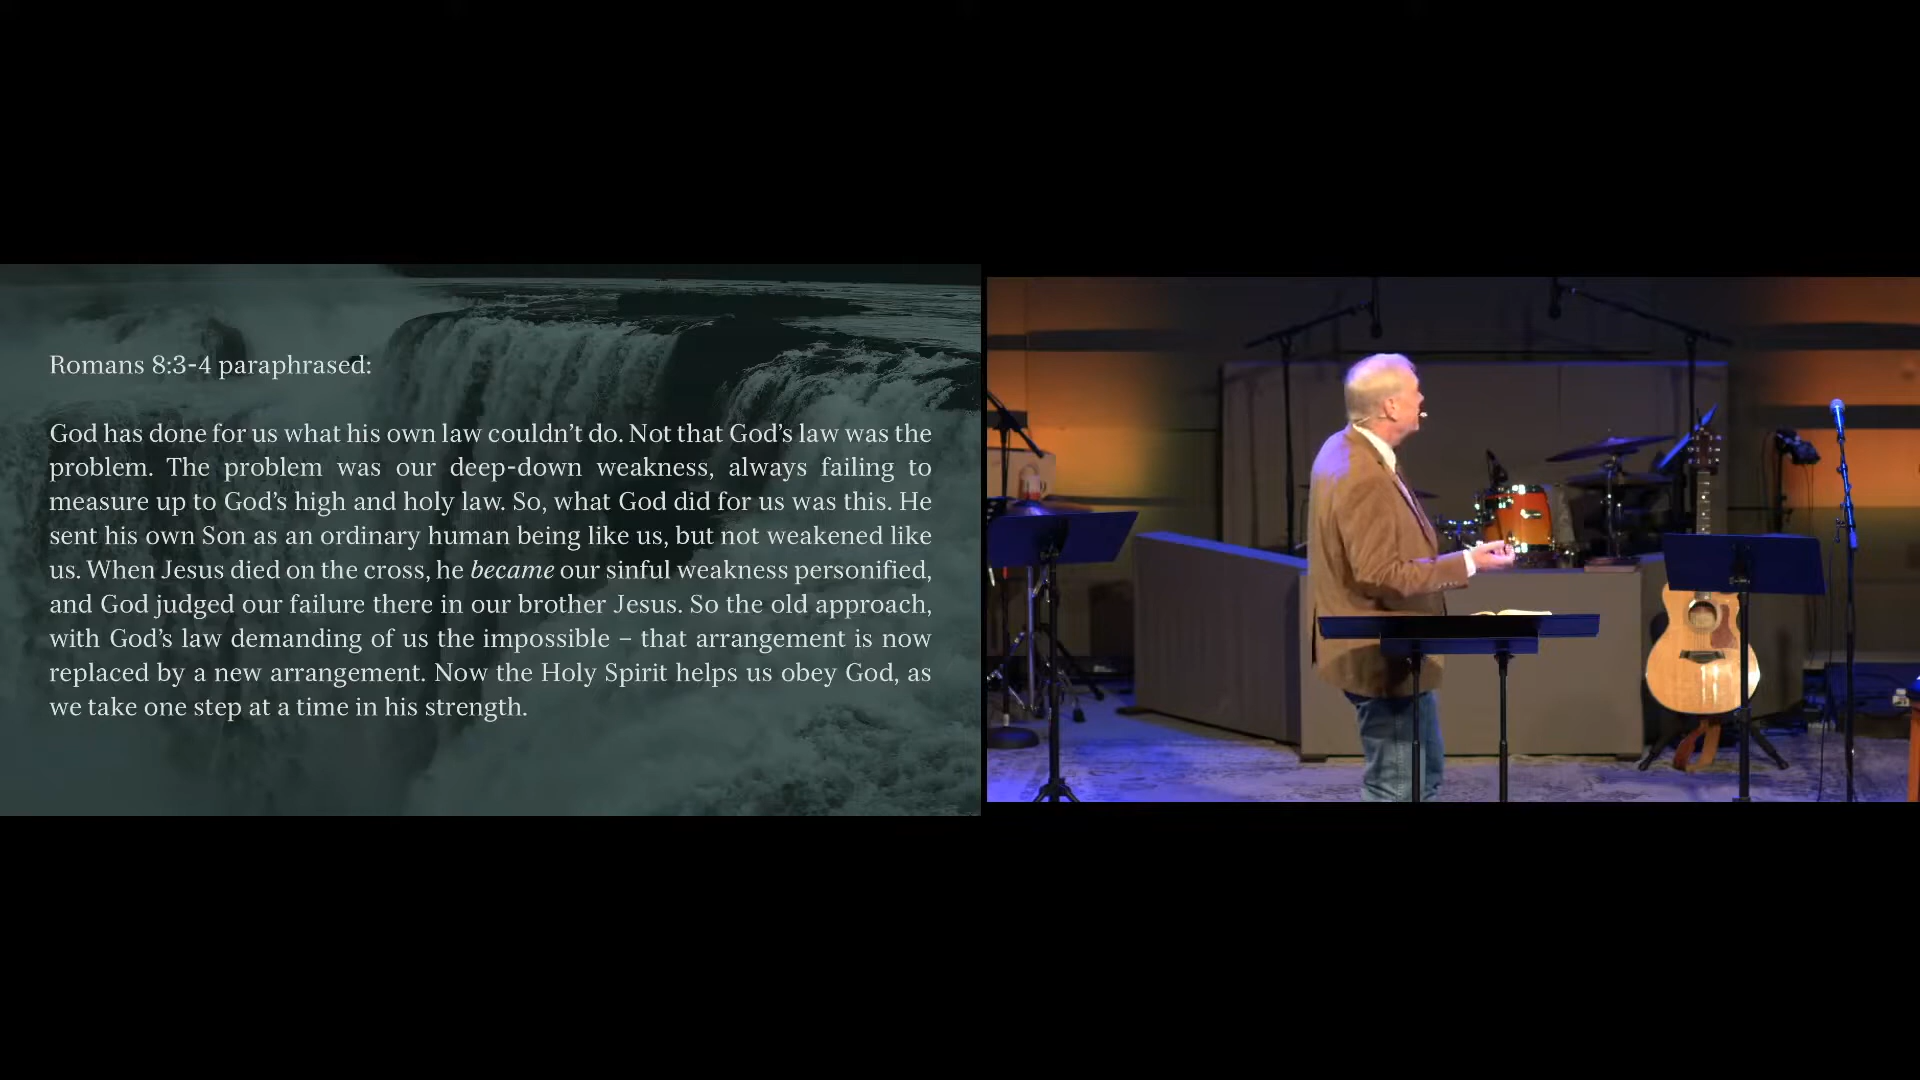 Romans 8:3-4 paraphrased:
God has done for us what his own law couldn’t do. Not that God’s law was the
problem. The problem was our deep-down weakness, always failing to
measure up to God’s high and holy law. So, what God did for us was this. He
sent his own Son as an ordinary human being like us, but not weakened like
us. When Jesus died on the cross, he became our sinful weakness personified,
and God judged our failure there in our brother Jesus. So the old approach,
with God’s law demanding of us the impossible – that arrangement is now
replaced by a new arrangement. Now the Holy Spirit helps us obey God, as
we take one step at a time in his strength.